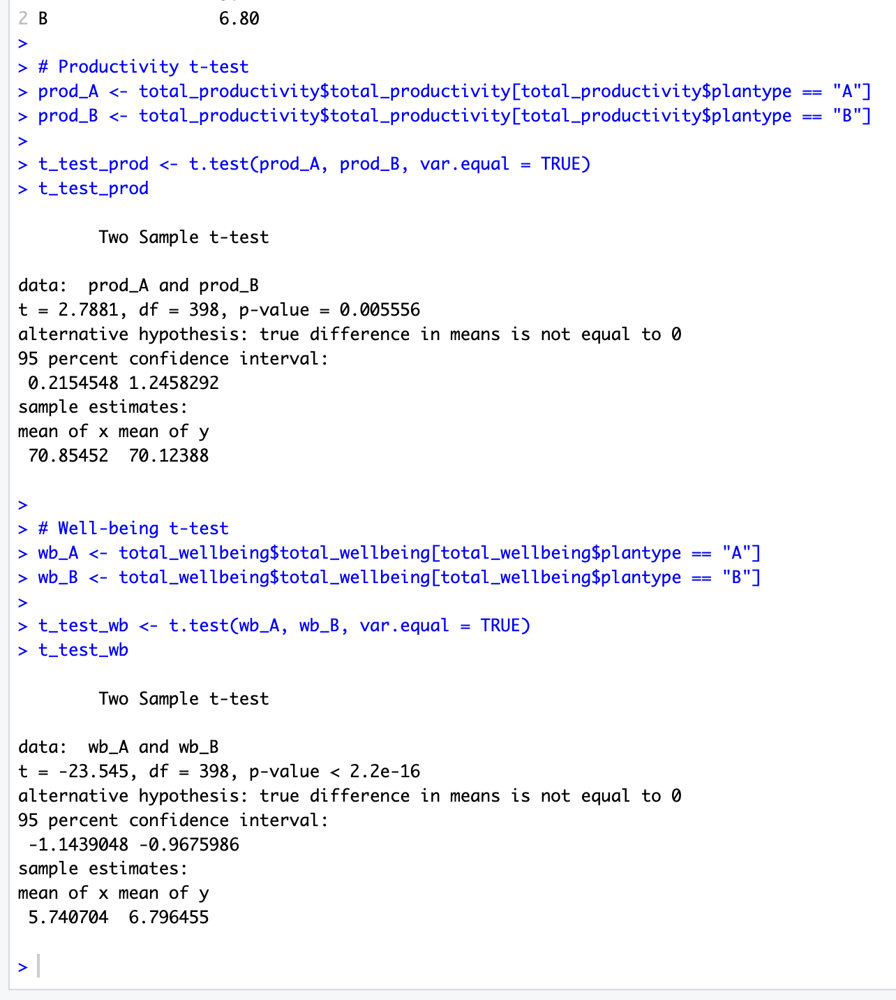 2 B                 6.80
>
> # Productivity t-test
> prod_A <- total_productivity$total_productivity[total_productivity$plantype == "A"]
> prod_B <- total_productivity$total_productivity[total_productivity$plantype == "B"]
>
> t_test_prod <- t.test(prod_A, prod_B, var.equal = TRUE)
> t_test_prod

        Two Sample t-test

data:  prod_A and prod_B
t = 2.7881, df = 398, p-value = 0.005556
alternative hypothesis: true difference in means is not equal to 0
95 percent confidence interval:
 0.2154548 1.2458292
sample estimates:
mean of x mean of y
 70.85452  70.12388

>
> # Well-being t-test
> wb_A <- total_wellbeing$total_wellbeing[total_wellbeing$plantype == "A"]
> wb_B <- total_wellbeing$total_wellbeing[total_wellbeing$plantype == "B"]
>
> t_test_wb <- t.test(wb_A, wb_B, var.equal = TRUE)
> t_test_wb

        Two Sample t-test

data:  wb_A and wb_B
t = -23.545, df = 398, p-value < 2.2e-16
alternative hypothesis: true difference in means is not equal to 0
95 percent confidence interval:
 -1.1439048 -0.9675986
sample estimates:
mean of x mean of y
 5.740704  6.796455

>